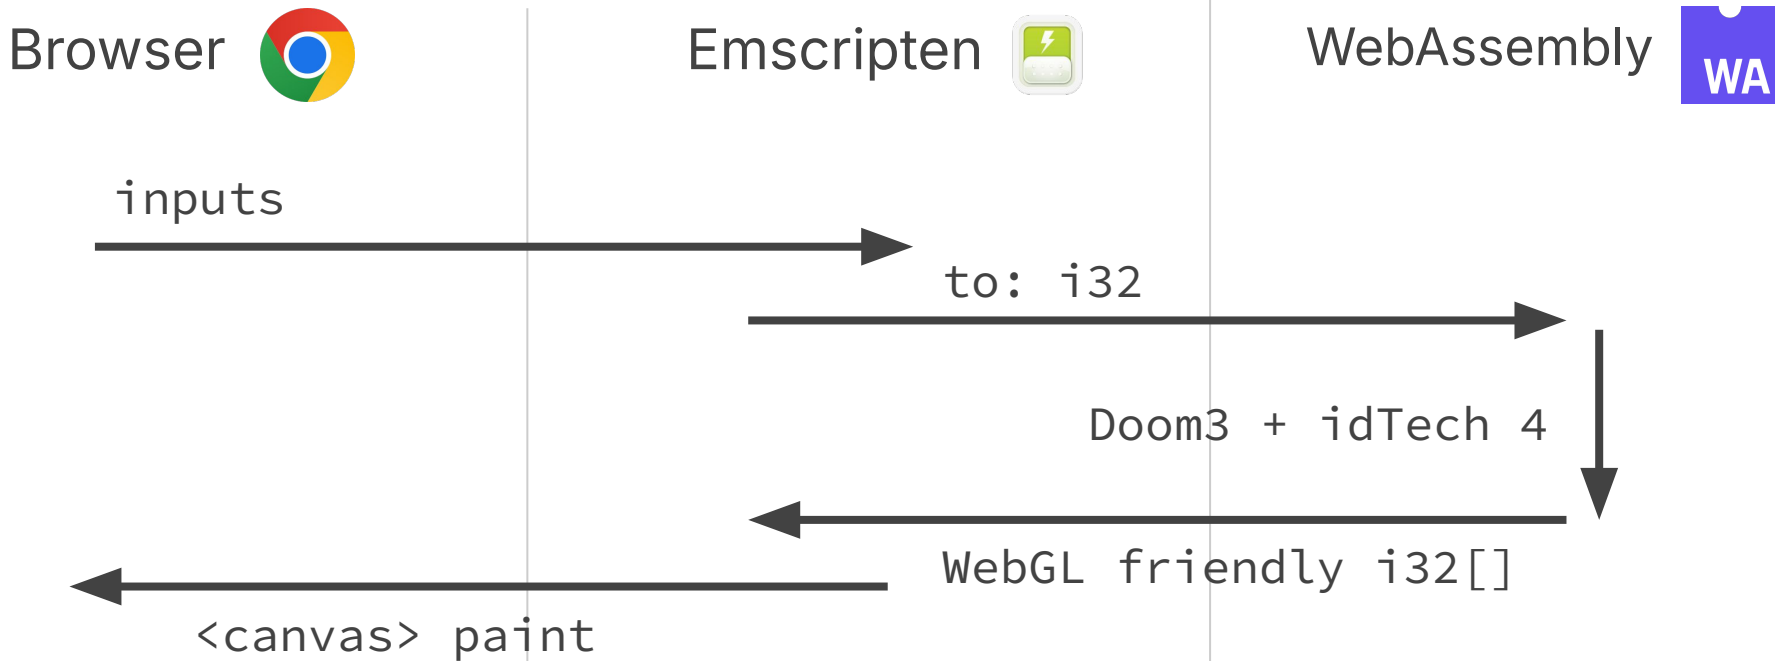 Browser
Emscripten
WebAssembly
WA
inputs
to: i32
Doom3 + idTech 4
WebGL friendly i32[]
<canvas> paint